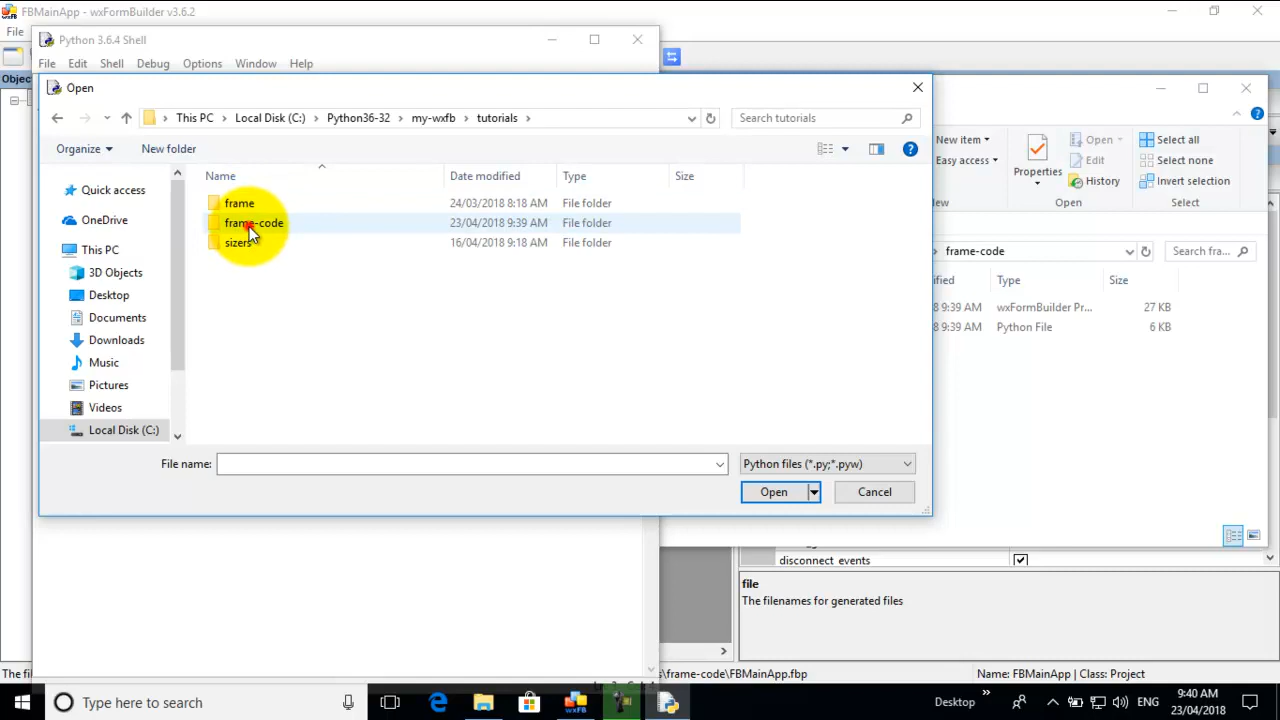 FBMainApp - wxFormBuilder v3.6.2
File
Python 3.6.4 Shell
File Edit Shell Debug Options Window Help
Open
This PC Local Disk (C:) Python36-32 my-wxfb tutorials
Search tutorials
Organize New folder
Name Date modified Type Size
frame 24/03/2018 8:18 AM File folder
frame-code 23/04/2018 9:39 AM File folder
sizers 16/04/2018 9:18 AM File folder
Quick access
OneDrive
This PC
3D Objects
Desktop
Documents
Downloads
Music
Pictures
Videos
Local Disk (C:)
File name:
Python files (*.py;*.pyw)
Open Cancel
New item
Easy access
Properties
Open
Edit
History
Open
Select all
Select none
Invert selection
Select
frame-code
Search fra...
Type Size
9:39 AM wxFormBuilder Pr... 27 KB
9:39 AM Python File 6 KB
disconnect_events
file
The filenames for generated files
\frame-code\FBMainApp.fbp
Name: FBMainApp | Class: Project
Type here to search
Desktop
ENG
9:40 AM
23/04/2018